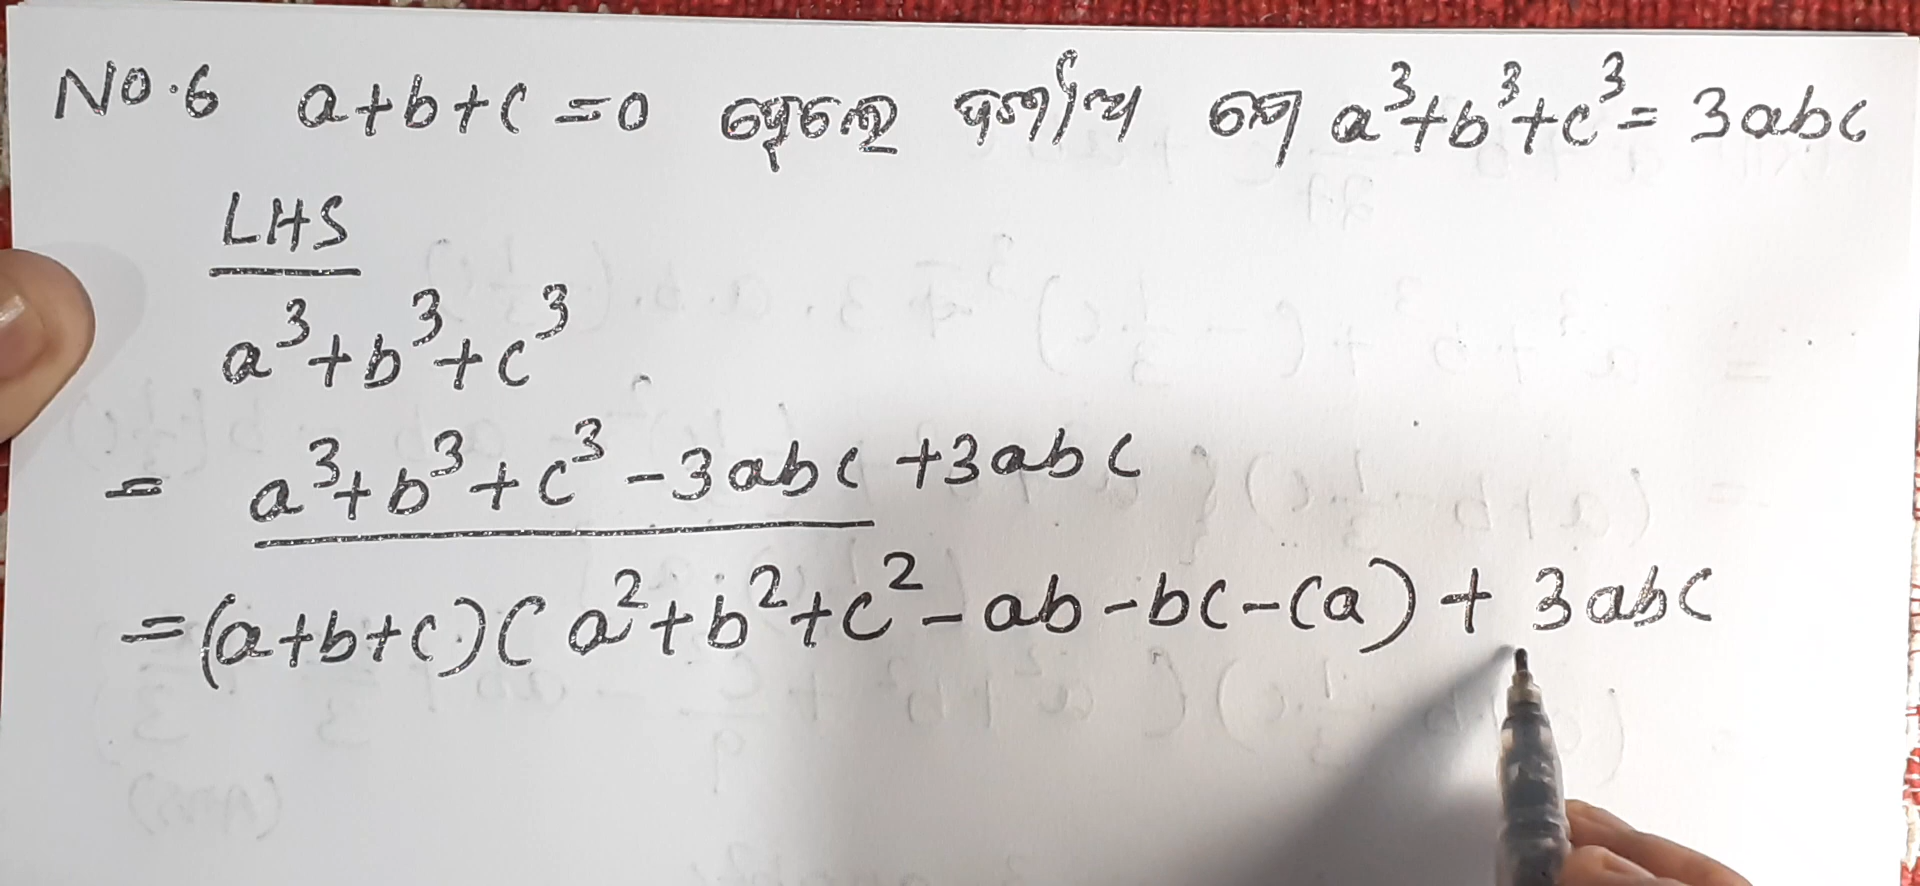 NO.6 a+b+c=0 ହେଲେ ଦର୍ଶାଅ ଯେ a³+b³+c³= 3abc
LHS
a³+b³+c³
= a³+b³+c³-3abc+3abc
=(a+b+c)(a²+b²+c²-ab-bc-ca)+3abc